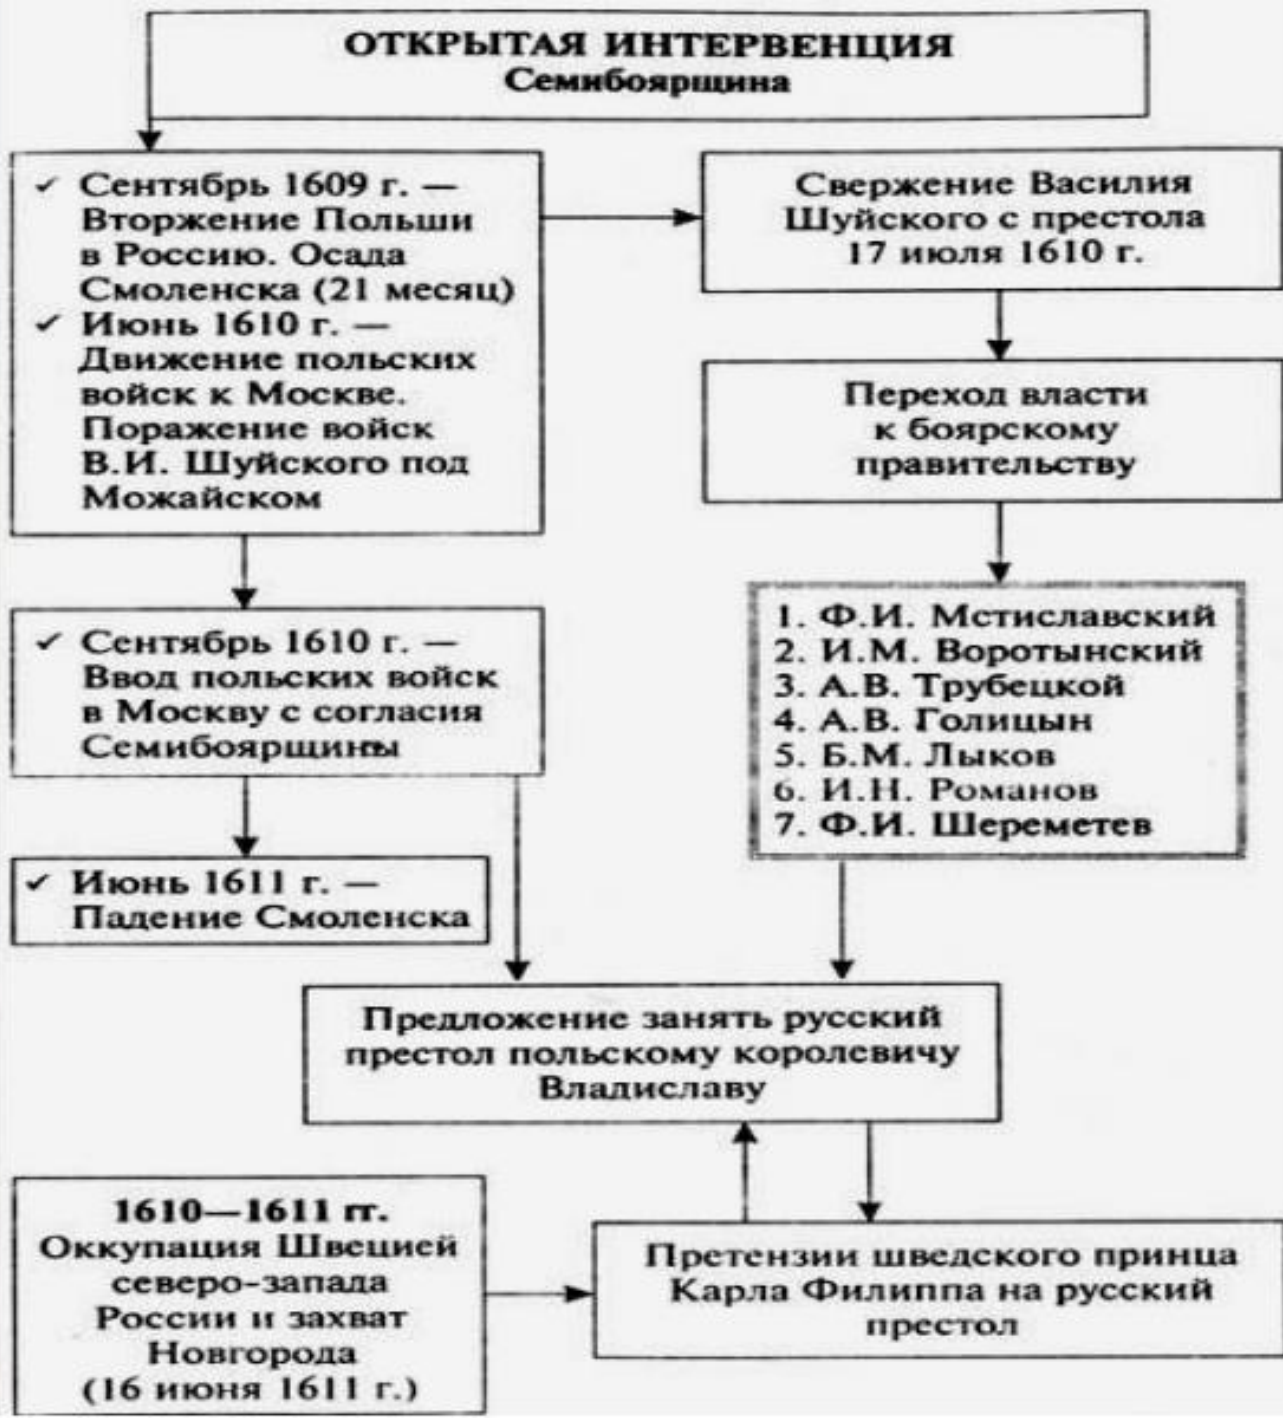 ОТКРЫТАЯ ИНТЕРВЕНЦИЯ
Семибоярщина
✓ Сентябрь 1609 г. —
Вторжение Польши
в Россию. Осада
Смоленска (21 месяц)
✓ Июнь 1610 г. —
Движение польских
войск к Москве.
Поражение войск
В.И. Шуйского под
Можайском
Свержение Василия
Шуйского с престола
17 июля 1610 г.
Переход власти
к боярскому
правительству
✓ Сентябрь 1610 г. —
Ввод польских войск
в Москву с согласия
Семибоярщины
1. Ф.И. Мстиславский
2. И.М. Воротынский
3. А.В. Трубецкой
4. А.В. Голицын
5. Б.М. Лыков
6. И.Н. Романов
7. Ф.И. Шереметев
✓ Июнь 1611 г. —
Падение Смоленска
Предложение занять русский
престол польскому королевичу
Владиславу
1610—1611 гг.
Оккупация Швецией
северо-запада
России и захват
Новгорода
(16 июня 1611 г.)
Претензии шведского принца
Карла Филиппа на русский
престол